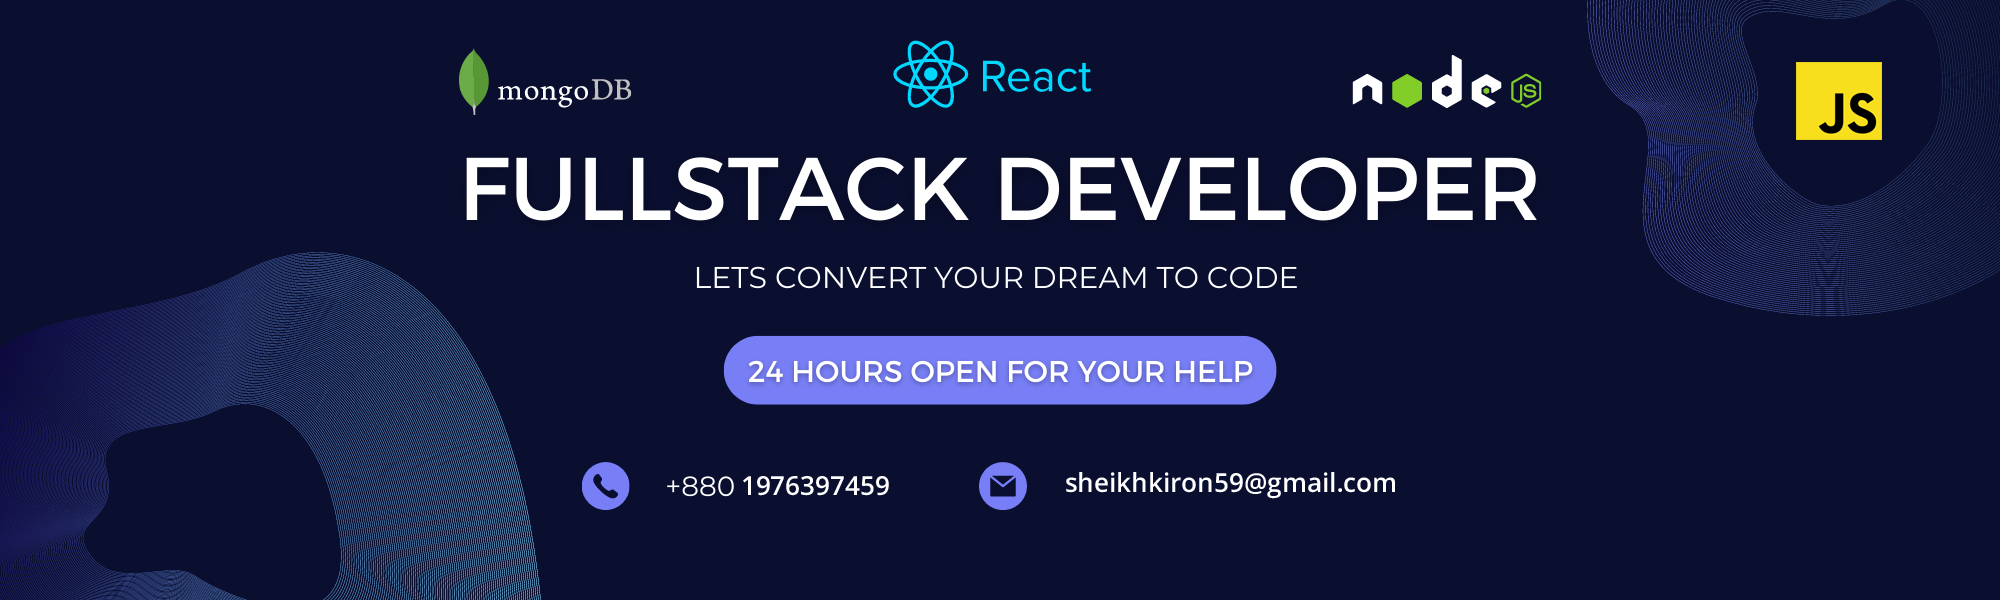 mongoDB
React
node JS
JS
FULLSTACK DEVELOPER
LETS CONVERT YOUR DREAM TO CODE
24 HOURS OPEN FOR YOUR HELP
+880 1976397459
sheikhkiron59@gmail.com